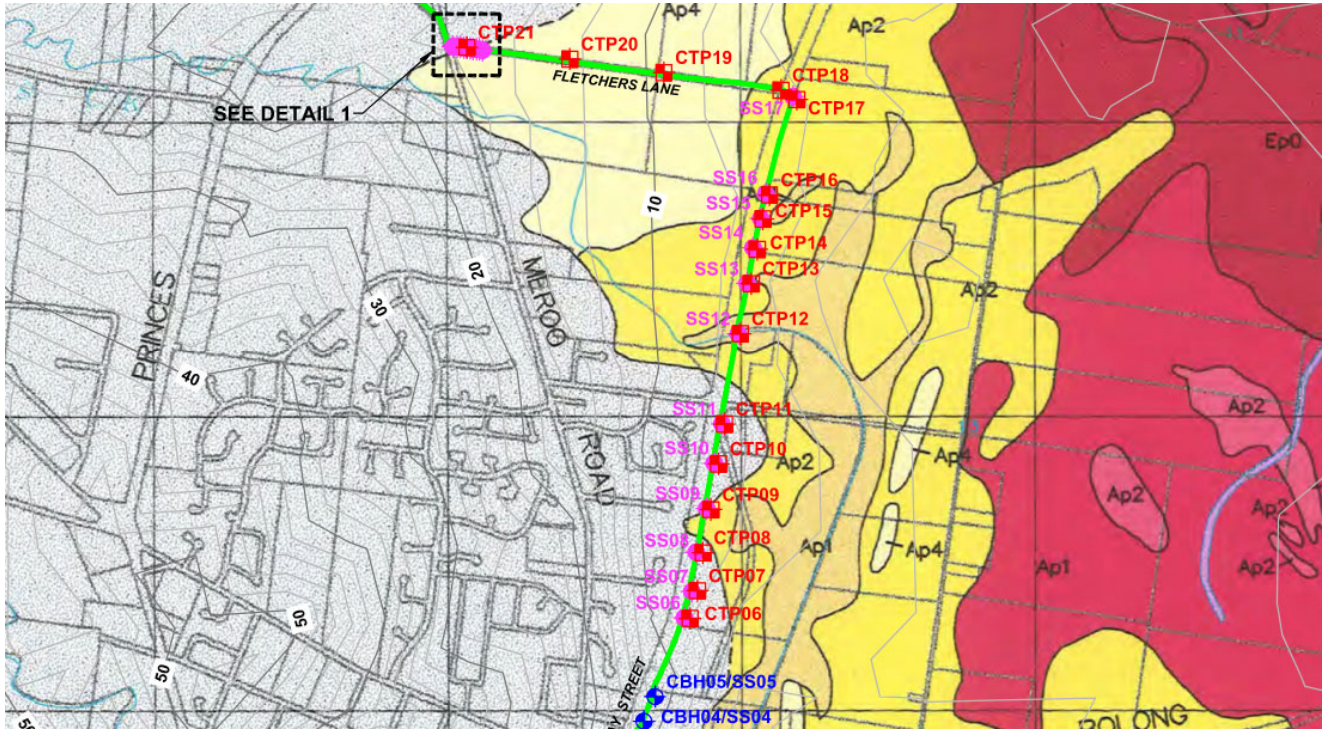 Ap4
CTP21
CTP20
CTP19
FLETCHERS LANE
Ap2
CTP18
SS17
CTP17
SEE DETAIL 1
Ep0
10
SS16
CTP16
SS15
CTP15
SS14
CTP14
SS13
CTP13
20
MEROO
30
PRINCES
Ap2
SS12
CTP12
40
SS11
CTP11
Ap2
SS10
CTP10
Ap2
Ap4
ROAD
SS09
CTP09
Ap2
Ap2
SS08
CTP08
Ap1
Ap4
SS07
CTP07
Ap1
Ap2
SS06
CTP06
50
50
STREET
CBH05/SS05
CBH04/SS04
BOLONG